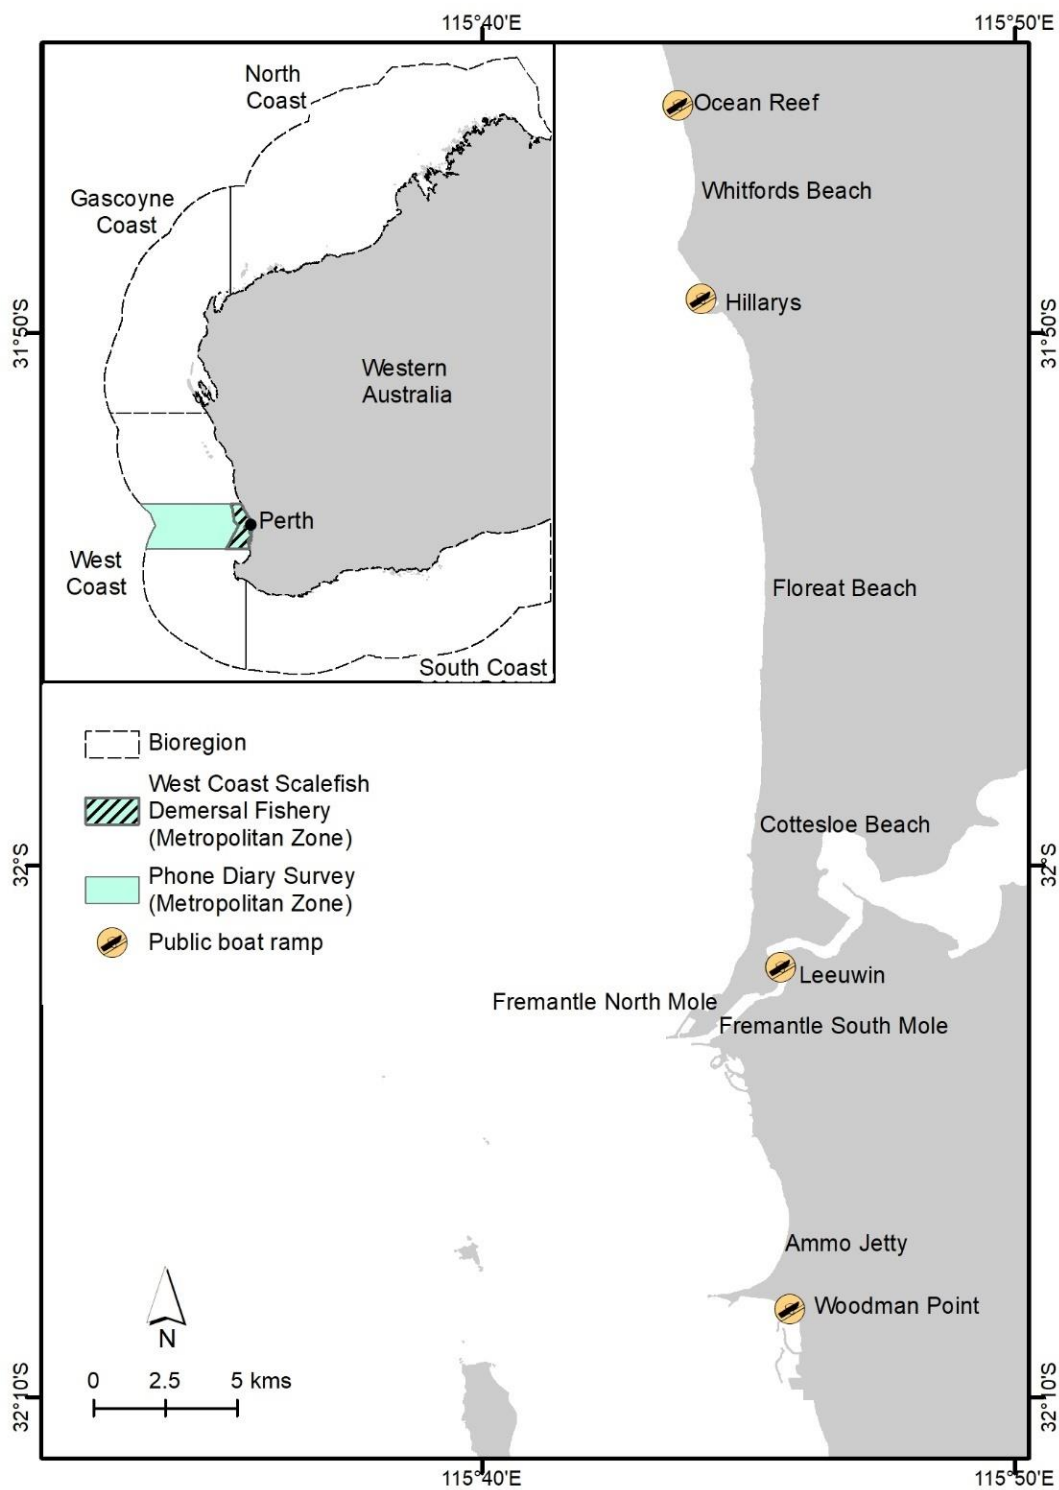 115°40'E
115°50'E
North
Coast
Gascoyne
Coast
Western
Australia
Perth
West
Coast
South Coast
Ocean Reef
Whitfords Beach
Hillarys
31°50'S
31°50'S
Floreat Beach
Bioregion
West Coast Scalefish
Demersal Fishery
(Metropolitan Zone)
Phone Diary Survey
(Metropolitan Zone)
Public boat ramp
Cottesloe Beach
32°S
32°S
Leeuwin
Fremantle North Mole
Fremantle South Mole
Ammo Jetty
Woodman Point
N
0 2.5 5 kms
32°10'S
32°10'S
115°40'E
115°50'E